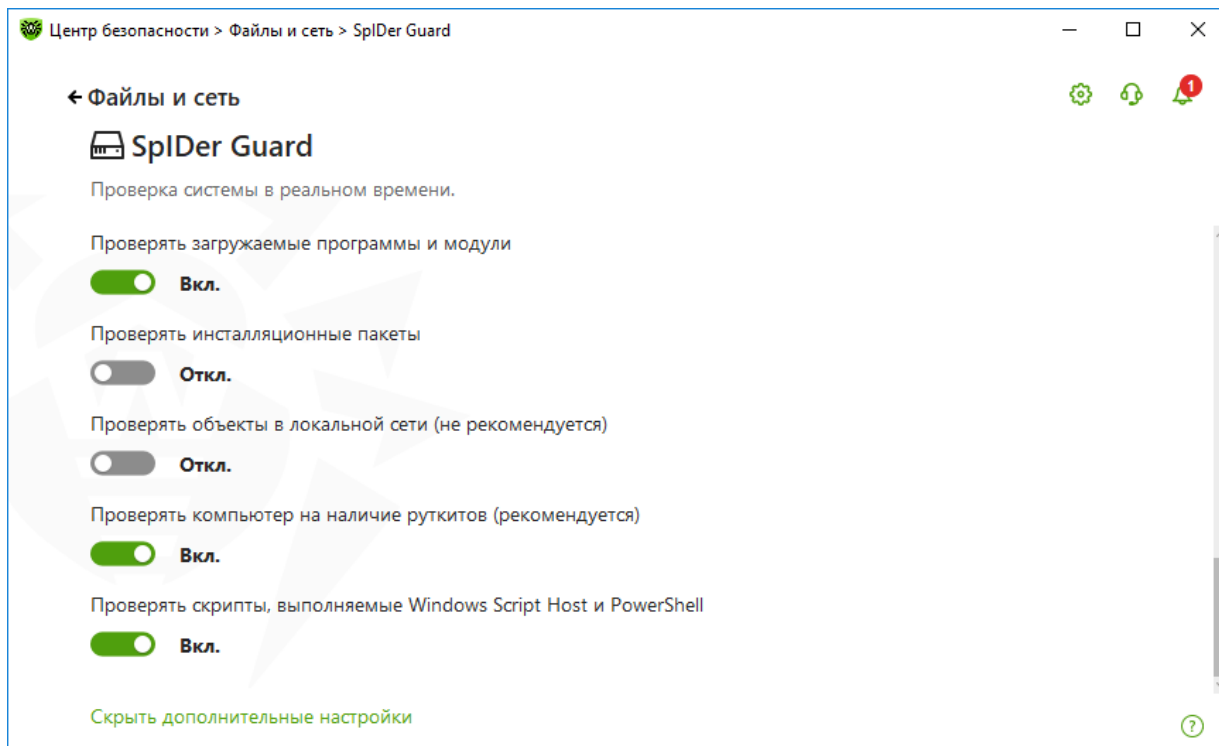 Центр безопасности > Файлы и сеть > SpIDer Guard
Файлы и сеть
1
SpIDer Guard
Проверка системы в реальном времени.
Проверять загружаемые программы и модули
Вкл.
Проверять инсталляционные пакеты
Откл.
Проверять объекты в локальной сети (не рекомендуется)
Откл.
Проверять компьютер на наличие руткитов (рекомендуется)
Вкл.
Проверять скрипты, выполняемые Windows Script Host и PowerShell
Вкл.
Скрыть дополнительные настройки
?